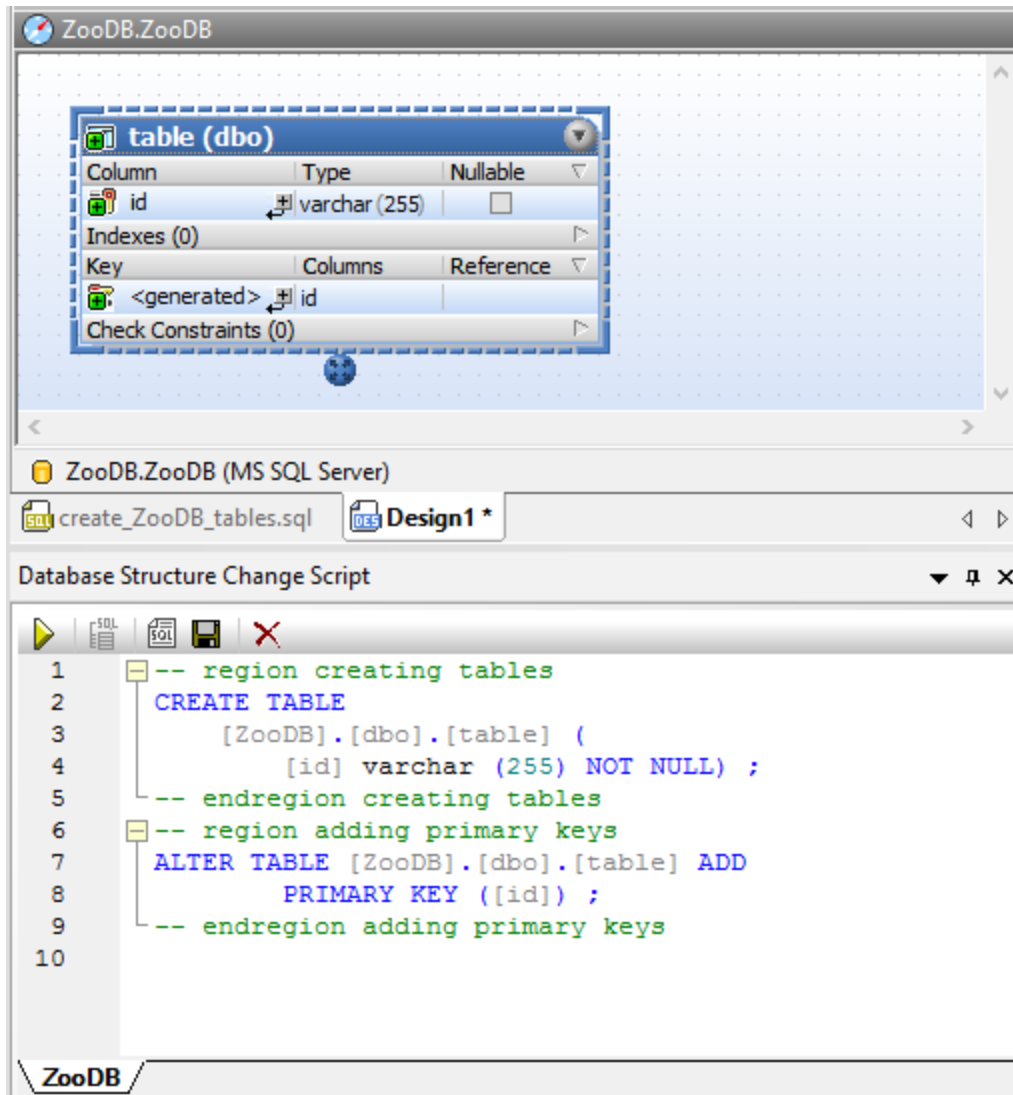 ZooDB.ZooDB
table (dbo)
Column Type Nullable
id varchar (255)
Indexes (0)
Key Columns Reference
<generated> id
Check Constraints (0)
ZooDB.ZooDB (MS SQL Server)
create_ZooDB_tables.sql Design1 *
Database Structure Change Script
1 -- region creating tables
2 CREATE TABLE
3 [ZooDB].[dbo].[table] (
4 [id] varchar (255) NOT NULL) ;
5 -- endregion creating tables
6 -- region adding primary keys
7 ALTER TABLE [ZooDB].[dbo].[table] ADD
8 PRIMARY KEY ([id]) ;
9 -- endregion adding primary keys
10
ZooDB